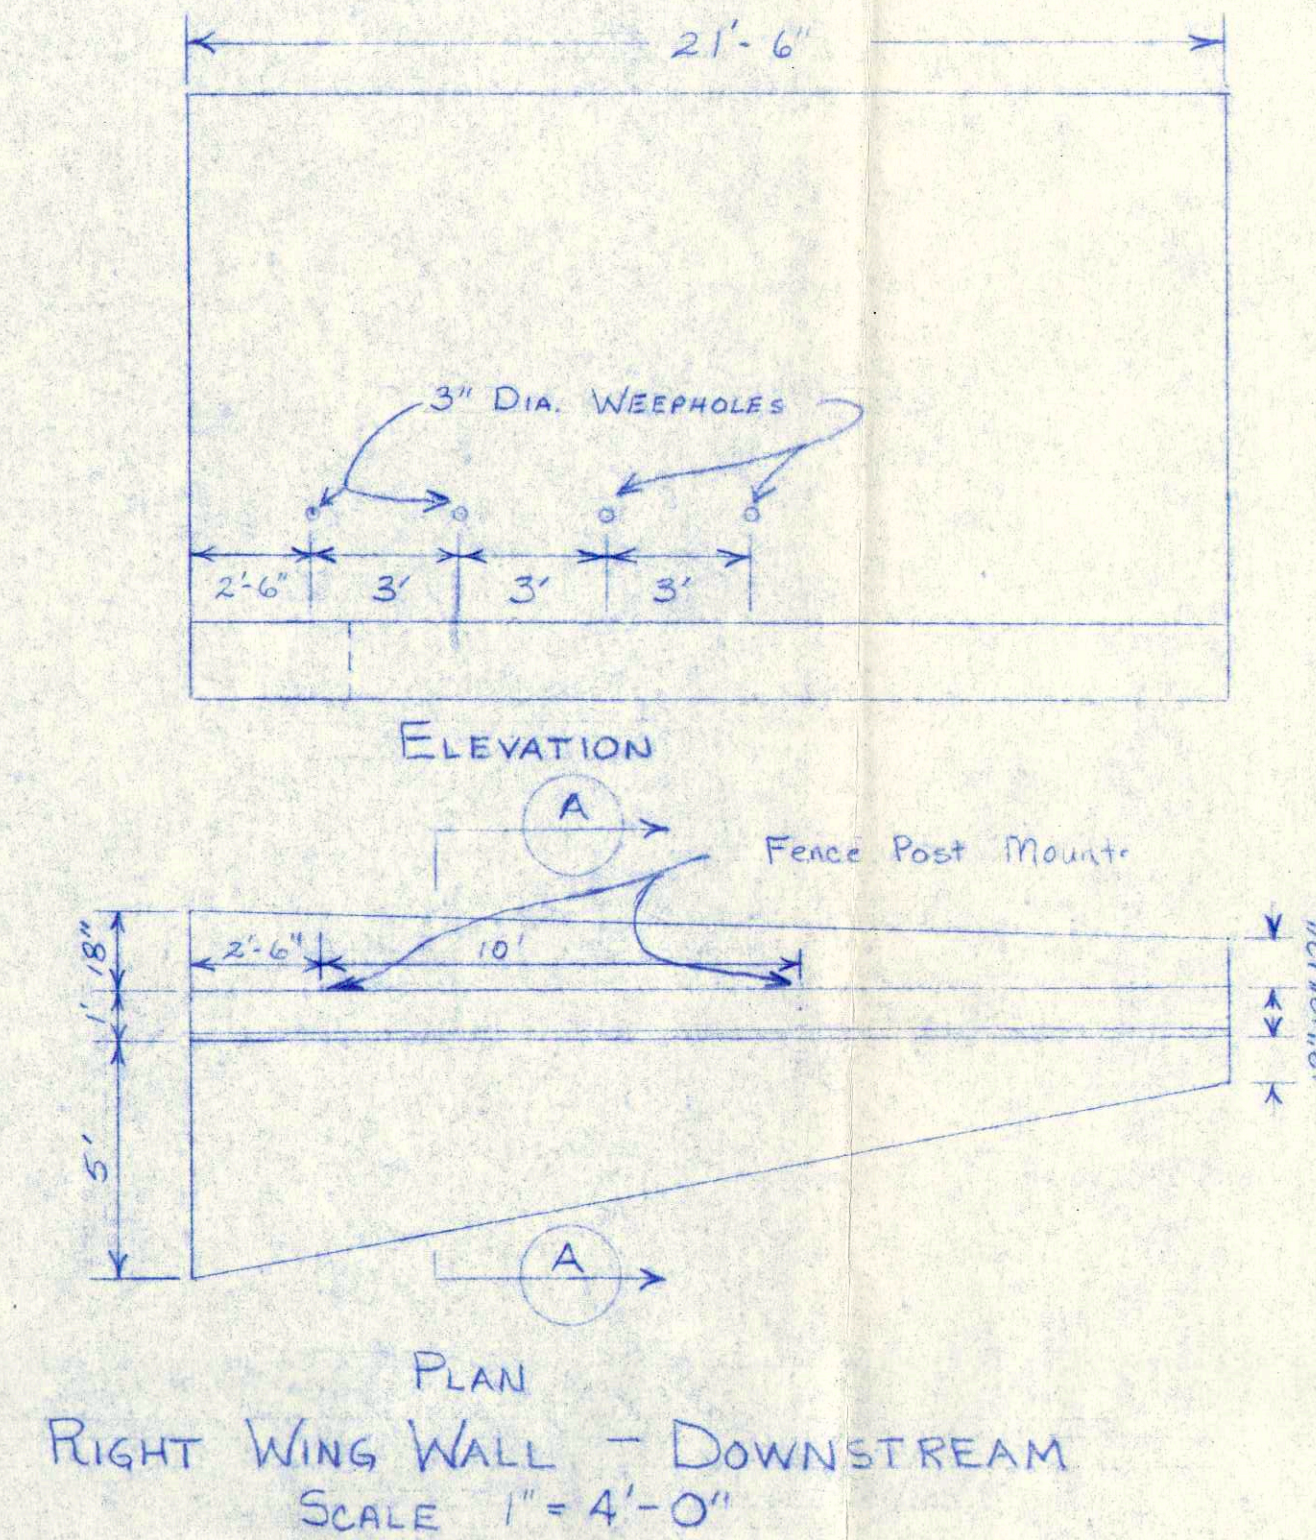 21'-6"
3" DIA. WEEPHOLES
2'-6" 3' 3' 3'
ELEVATION
A
Fence Post Mount
18" 2'-6" 10'
1'
5'
A
PLAN
RIGHT WING WALL - DOWNSTREAM
SCALE 1" = 4'-0"